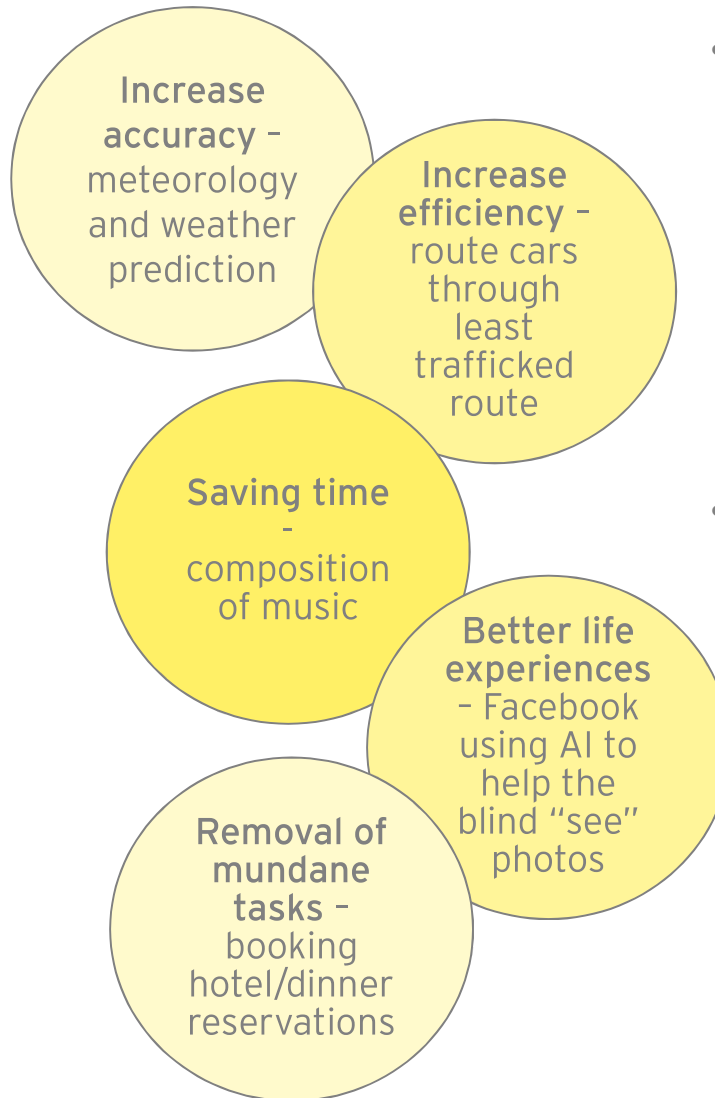 Increase
accuracy –
meteorology
and weather
prediction
Increase
efficiency –
route cars
through
least
trafficked
route
Saving time
-
composition
of music
Better life
experiences
– Facebook
using AI to
help the
blind “see”
photos
Removal of
mundane
tasks –
booking
hotel/dinner
reservations